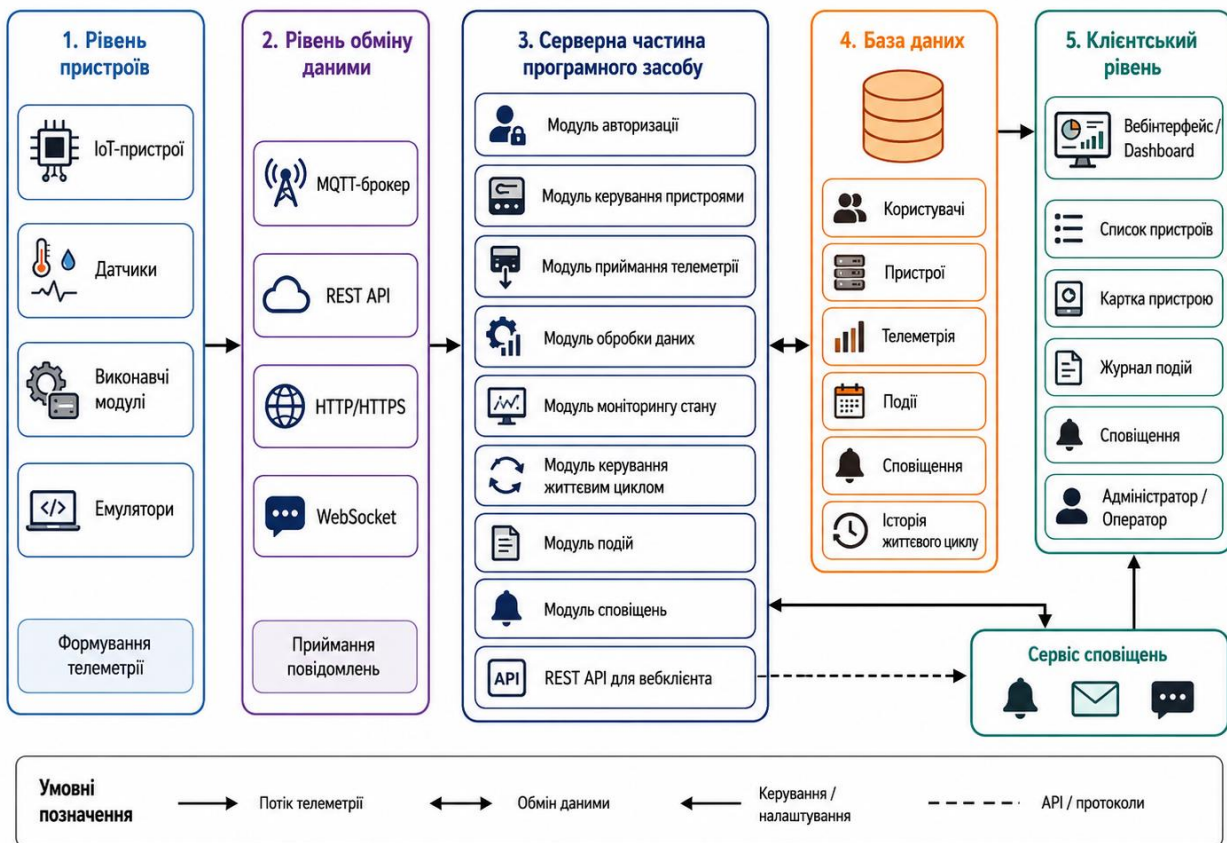 1. Рівень
пристроїв
IoT-пристрої
Датчики
Виконавчі
модулі
Емулятори
Формування
телеметрії
2. Рівень обміну
даними
MQTT-брокер
REST API
HTTP/HTTPS
WebSocket
Приймання
повідомлень
3. Серверна частина
програмного засобу
Модуль авторизації
Модуль керування пристроями
Модуль приймання телеметрії
Модуль обробки даних
Модуль моніторингу стану
Модуль керування
життєвим циклом
Модуль подій
Модуль сповіщень
API
REST API для вебклієнта
4. База даних
Користувачі
Пристрої
Телеметрія
Події
Сповіщення
Історія
життєвого циклу
5. Клієнтський
рівень
Вебінтерфейс /
Dashboard
Список пристроїв
Картка пристрою
Журнал подій
Сповіщення
Адміністратор /
Оператор
Сервіс сповіщень
Умовні
позначення
Потік телеметрії
Обмін даними
Керування /
налаштування
API / протоколи